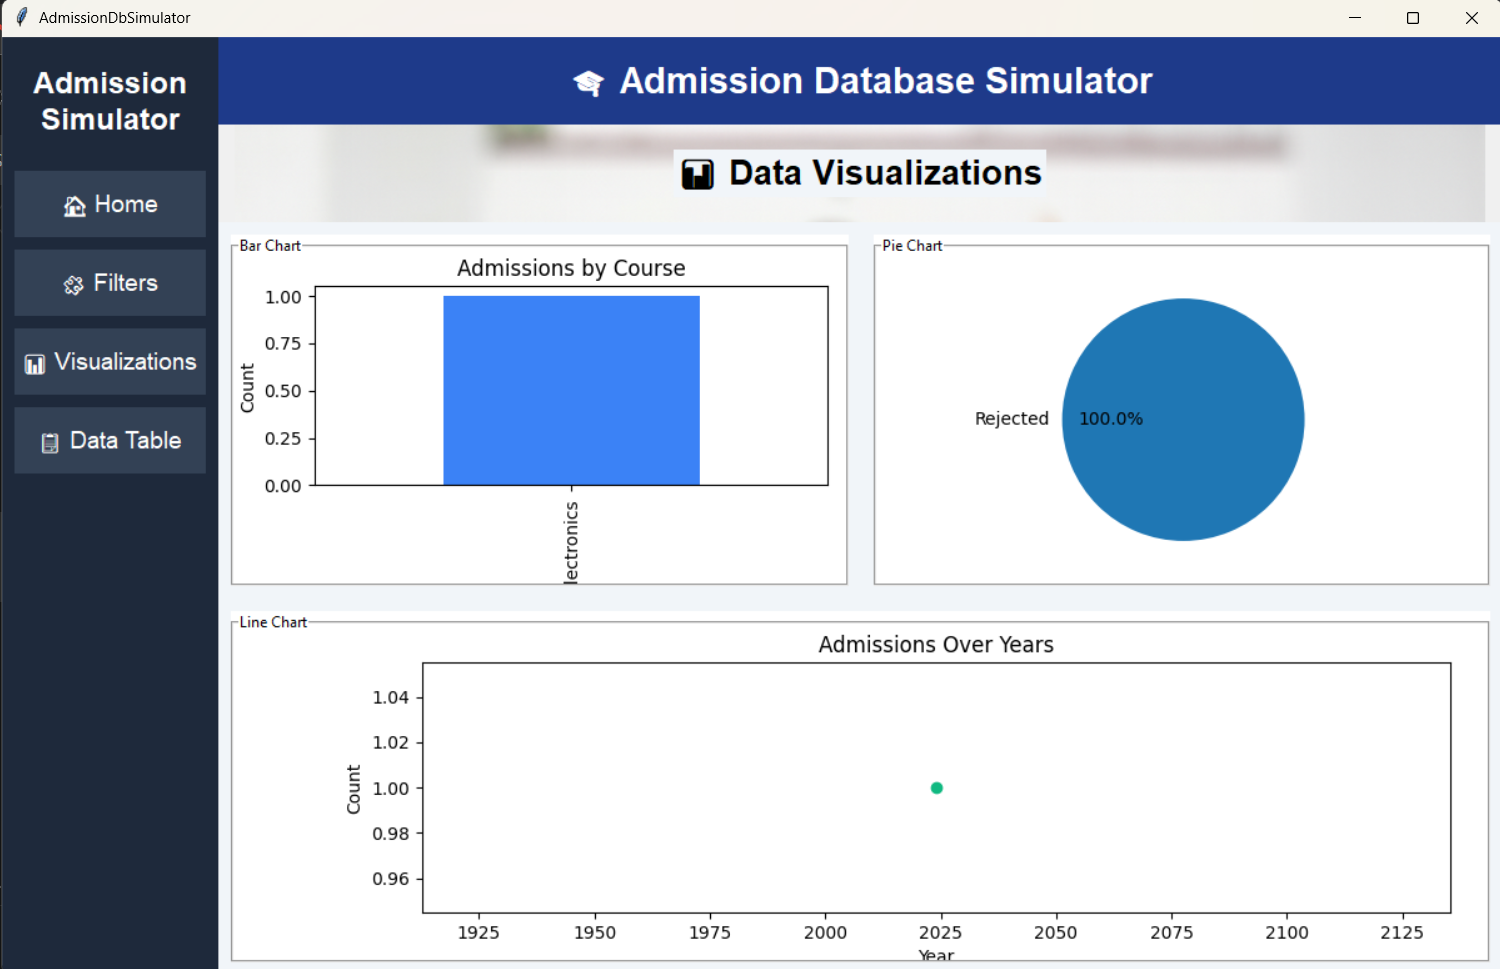 AdmissionDbSimulator
Admission
Simulator
Home
Filters
Visualizations
Data Table
Admission Database Simulator
Data Visualizations
Bar Chart
Admissions by Course
Count
1.00
0.75
0.50
0.25
0.00
lectronics
Pie Chart
Rejected
100.0%
Line Chart
Admissions Over Years
Count
1.04
1.02
1.00
0.98
0.96
1925 1950 1975 2000 2025 2050 2075 2100 2125
Year